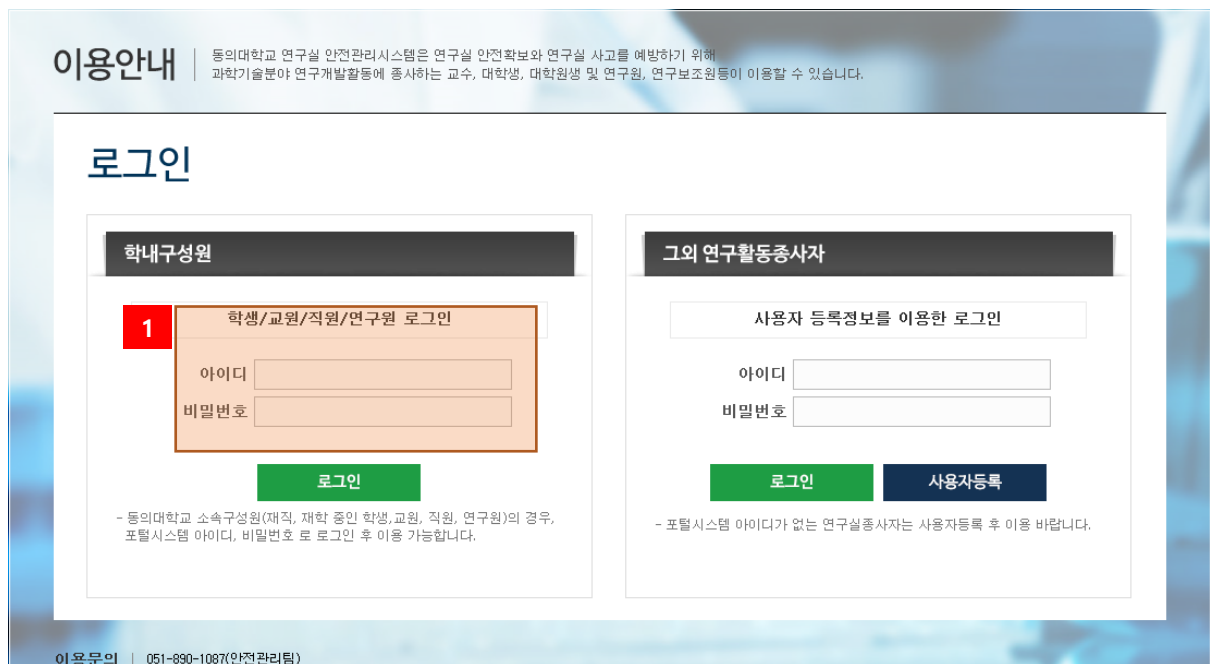 이용안내
동의대학교 연구실 안전관리시스템은 연구실 안전확보와 연구실 사고를 예방하기 위해
과학기술분야 연구개발활동에 종사하는 교수, 대학생, 대학원생 및 연구원, 연구보조원등이 이용할 수 있습니다.
로그인
학내구성원
1
학생/교원/직원/연구원 로그인
아이디
비밀번호
로그인
- 동의대학교 소속구성원(재직, 재학 중인 학생,교원, 직원, 연구원)의 경우,
포털시스템 아이디, 비밀번호 로 로그인 후 이용 가능합니다.
그외 연구활동종사자
사용자 등록정보를 이용한 로그인
아이디
비밀번호
로그인 사용자등록
- 포털시스템 아이디가 없는 연구실종사자는 사용자등록 후 이용 바랍니다.
이용문의 | 051-890-1087(안전관리팀)